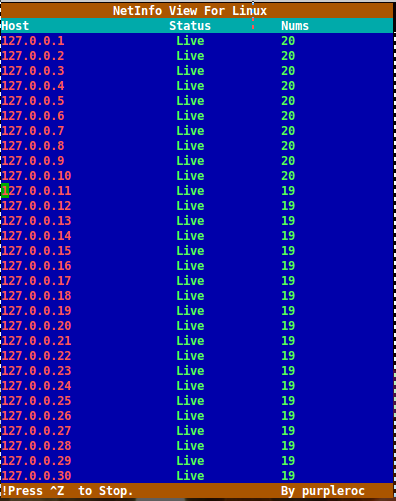 NetInfo View For Linux
Host Status Nums
127.0.0.1 Live 20
127.0.0.2 Live 20
127.0.0.3 Live 20
127.0.0.4 Live 20
127.0.0.5 Live 20
127.0.0.6 Live 20
127.0.0.7 Live 20
127.0.0.8 Live 20
127.0.0.9 Live 20
127.0.0.10 Live 20
127.0.0.11 Live 19
127.0.0.12 Live 19
127.0.0.13 Live 19
127.0.0.14 Live 19
127.0.0.15 Live 19
127.0.0.16 Live 19
127.0.0.17 Live 19
127.0.0.18 Live 19
127.0.0.19 Live 19
127.0.0.20 Live 19
127.0.0.21 Live 19
127.0.0.22 Live 19
127.0.0.23 Live 19
127.0.0.24 Live 19
127.0.0.25 Live 19
127.0.0.26 Live 19
127.0.0.27 Live 19
127.0.0.28 Live 19
127.0.0.29 Live 19
127.0.0.30 Live 19
!Press ^Z to Stop. By purpleroc